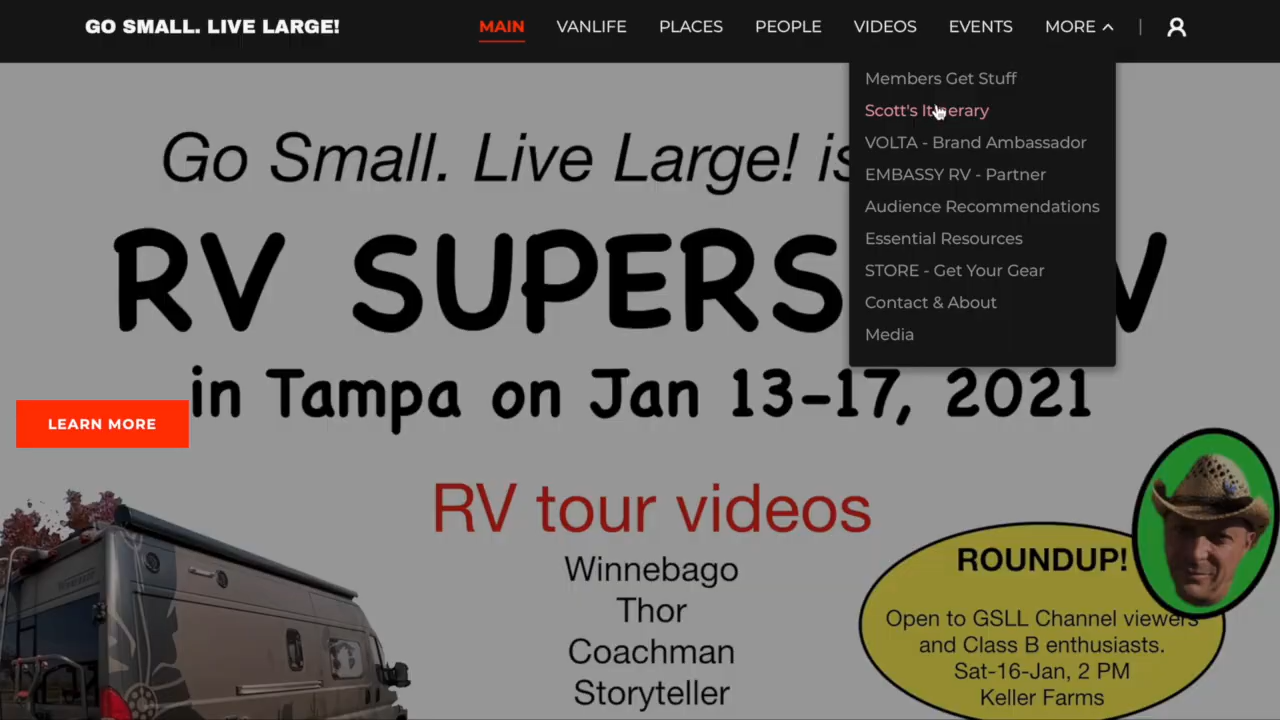 GO SMALL. LIVE LARGE!
MAIN
VANLIFE
PLACES
PEOPLE
VIDEOS
EVENTS
MORE
Members Get Stuff
Scott's Itinerary
VOLTA - Brand Ambassador
EMBASSY RV - Partner
Audience Recommendations
Essential Resources
STORE - Get Your Gear
Contact & About
Media
Go Small. Live Large! is
RV SUPERS
in Tampa on Jan 13-17, 2021
LEARN MORE
RV tour videos
Winnebago
Thor
Coachman
Storyteller
ROUNDUP!
Open to GSLL Channel viewers
and Class B enthusiasts.
Sat-16-Jan, 2 PM
Keller Farms